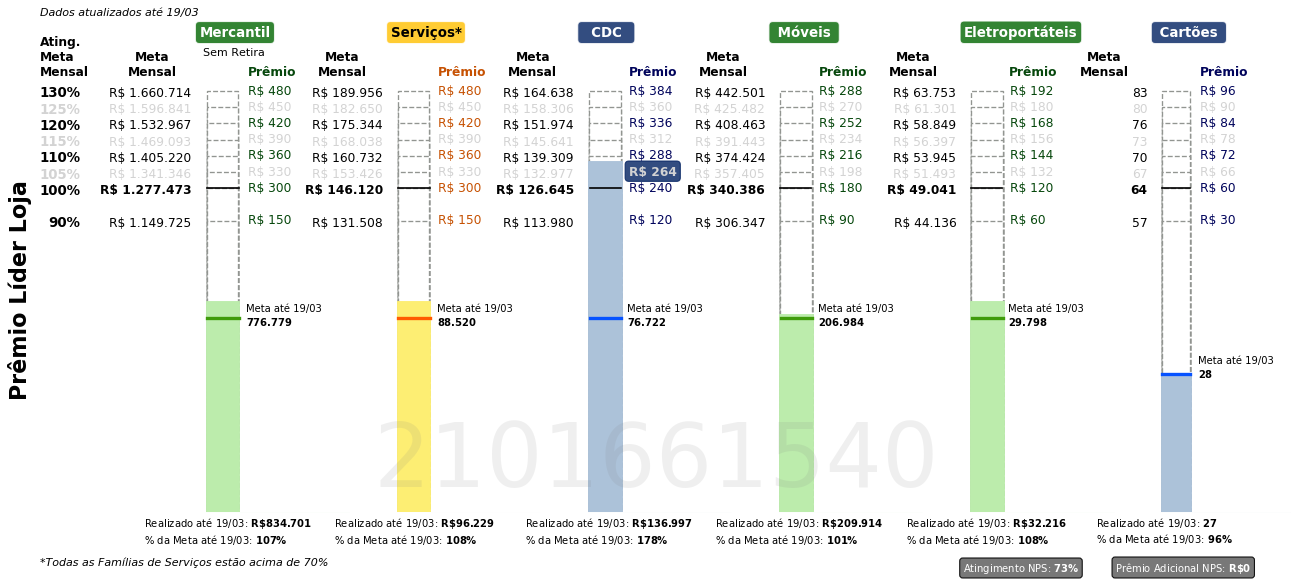 Dados atualizados até 19/03
Mercantil Serviços* CDC Móveis Eletroportáteis Cartões
Sem Retira
Ating. Meta Mensal Meta Mensal Prêmio Meta Mensal Prêmio Meta Mensal Prêmio Meta Mensal Prêmio Meta Mensal Prêmio Meta Mensal Prêmio
130% R$ 1.660.714 R$ 480 R$ 189.956 R$ 480 R$ 164.638 R$ 384 R$ 442.501 R$ 288 R$ 63.753 R$ 192 83 R$ 96
125% R$ 1.596.841 R$ 450 R$ 182.650 R$ 450 R$ 158.306 R$ 360 R$ 425.482 R$ 270 R$ 61.301 R$ 180 80 R$ 90
120% R$ 1.532.967 R$ 420 R$ 175.344 R$ 420 R$ 151.974 R$ 336 R$ 408.463 R$ 252 R$ 58.849 R$ 168 76 R$ 84
115% R$ 1.469.093 R$ 390 R$ 168.038 R$ 390 R$ 145.641 R$ 312 R$ 391.443 R$ 234 R$ 56.397 R$ 156 73 R$ 78
110% R$ 1.405.220 R$ 360 R$ 160.732 R$ 360 R$ 139.309 R$ 288 R$ 374.424 R$ 216 R$ 53.945 R$ 144 70 R$ 72
105% R$ 1.341.346 R$ 330 R$ 153.426 R$ 330 R$ 132.977 R$ 264 R$ 357.405 R$ 198 R$ 51.493 R$ 132 67 R$ 66
100% R$ 1.277.473 R$ 300 R$ 146.120 R$ 300 R$ 126.645 R$ 240 R$ 340.386 R$ 180 R$ 49.041 R$ 120 64 R$ 60
90% R$ 1.149.725 R$ 150 R$ 131.508 R$ 150 R$ 113.980 R$ 120 R$ 306.347 R$ 90 R$ 44.136 R$ 60 57 R$ 30
Prêmio Líder Loja
Meta até 19/03 Meta até 19/03 Meta até 19/03 Meta até 19/03 Meta até 19/03
776.779 88.520 76.722 206.984 29.798
Meta até 19/03
28
2101661540
Realizado até 19/03: R$834.701 Realizado até 19/03: R$96.229 Realizado até 19/03: R$136.997 Realizado até 19/03: R$209.914 Realizado até 19/03: R$32.216 Realizado até 19/03: 27
% da Meta até 19/03: 107% % da Meta até 19/03: 108% % da Meta até 19/03: 178% % da Meta até 19/03: 101% % da Meta até 19/03: 108% % da Meta até 19/03: 96%
*Todas as Famílias de Serviços estão acima de 70%
Atingimento NPS: 73% Prêmio Adicional NPS: R$0